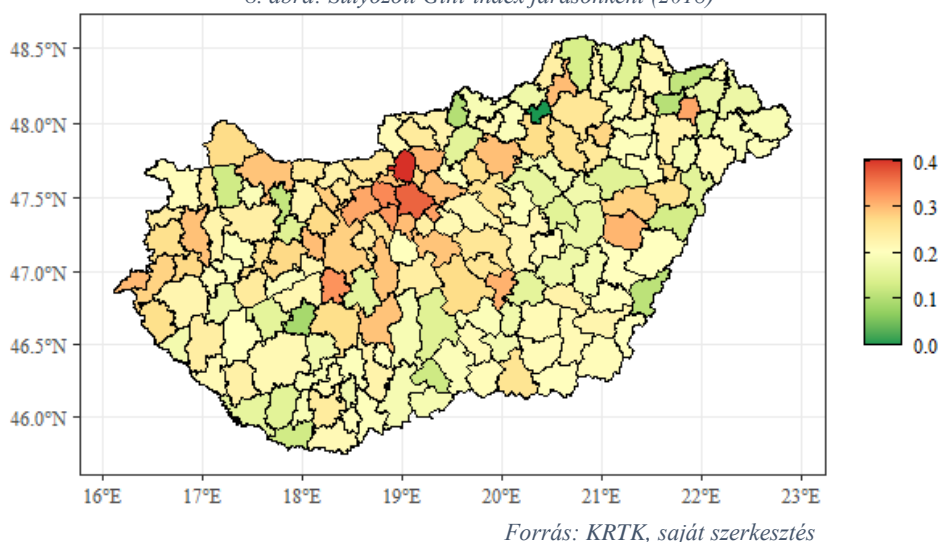 8. ábra: Súlyozott Gini-index járásonként (2018)
48.5°N
48.0°N
47.5°N
47.0°N
46.5°N
46.0°N
16°E 17°E 18°E 19°E 20°E 21°E 22°E 23°E
0.4
0.3
0.2
0.1
0.0
Forrás: KRTK, saját szerkesztés